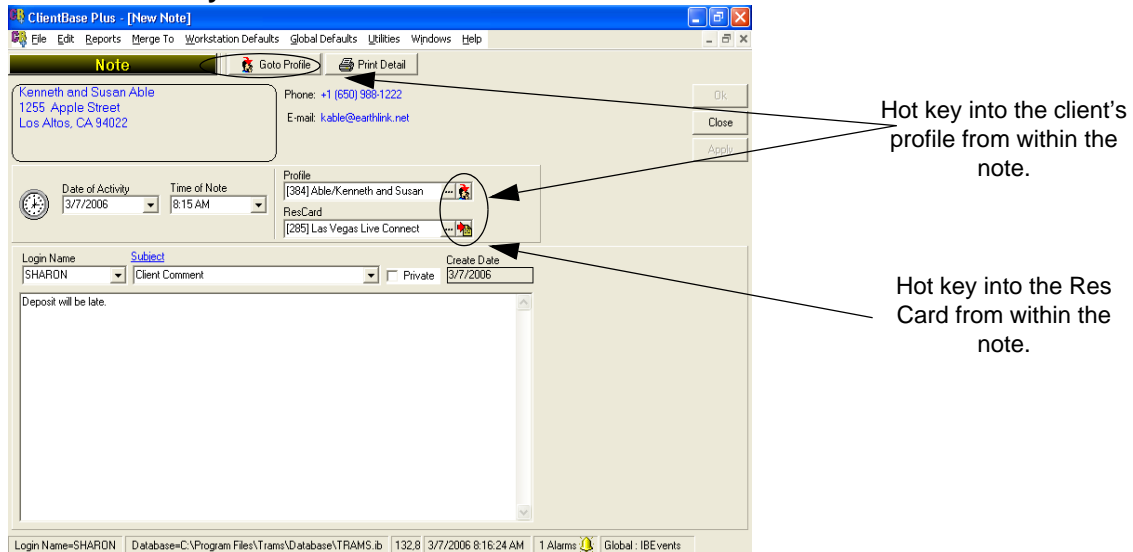 ClientBase Plus - [New Note]
File Edit Reports Merge To Workstation Defaults Global Defaults Utilities Windows Help
Note
Goto Profile
Print Detail
Kenneth and Susan Able
1255 Apple Street
Los Altos, CA 94022
Phone: +1 (650) 988-1222
E-mail: kable@earthlink.net
Ok
Close
Apply
Hot key into the client's
profile from within the
note.
Date of Activity
3/7/2006
Time of Note
8:15 AM
Profile
[384] Able/Kenneth and Susan
ResCard
[285] Las Vegas Live Connect
Login Name
SHARON
Subject
Client Comment
Private
Create Date
3/7/2006
Deposit will be late.
Hot key into the Res
Card from within the
note.
Login Name=SHARON Database=C:\Program Files\Trams\Database\TRAMS.ib 132,8 3/7/2006 8:16:24 AM 1 Alarms Global : IBEvents